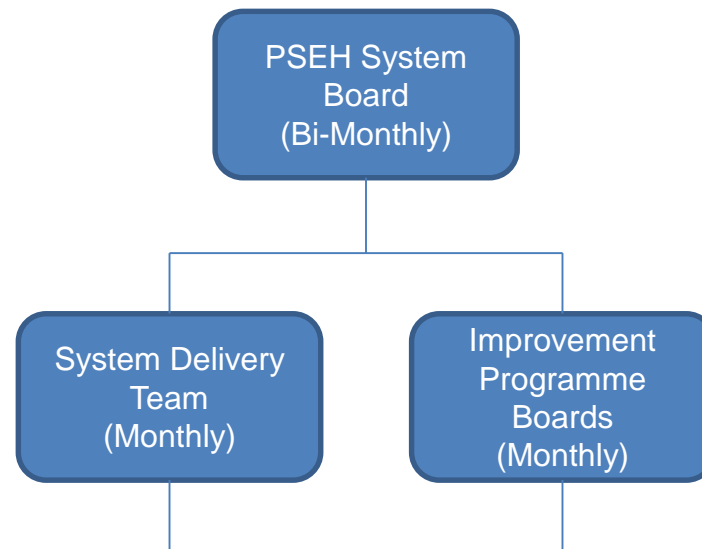 PSEH System
Board
(Bi-Monthly)
System Delivery
Team
(Monthly)
Improvement
Programme
Boards
(Monthly)